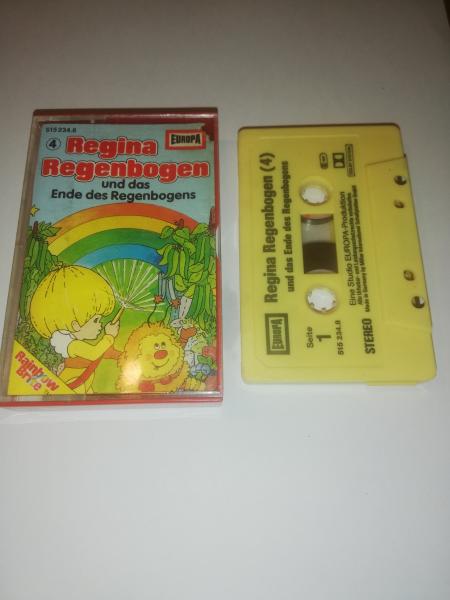 515 234.8
EUROPA
4 Regina
Regenbogen
und das
Ende des Regenbogens
Rainbow
Brite
Regina Regenbogen (4)
und das Ende des Regenbogens
EUROPA
Seite
1
515 234.8
Eine Studio EUROPA-Produktion
STEREO